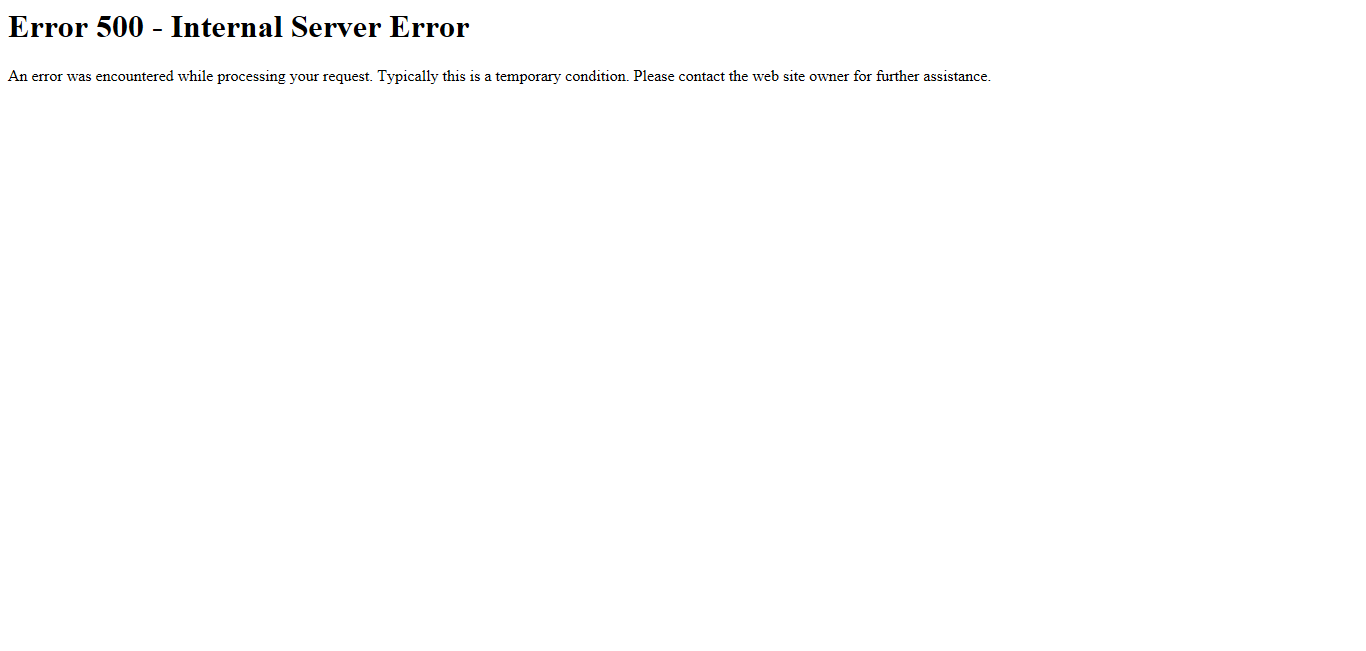 Error 500 - Internal Server Error
An error was encountered while processing your request. Typically this is a temporary condition. Please contact the web site owner for further assistance.